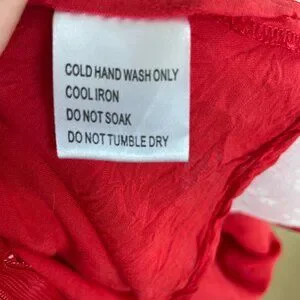 COLD HAND WASH ONLY
COOL IRON
DO NOT SOAK
DO NOT TUMBLE DRY